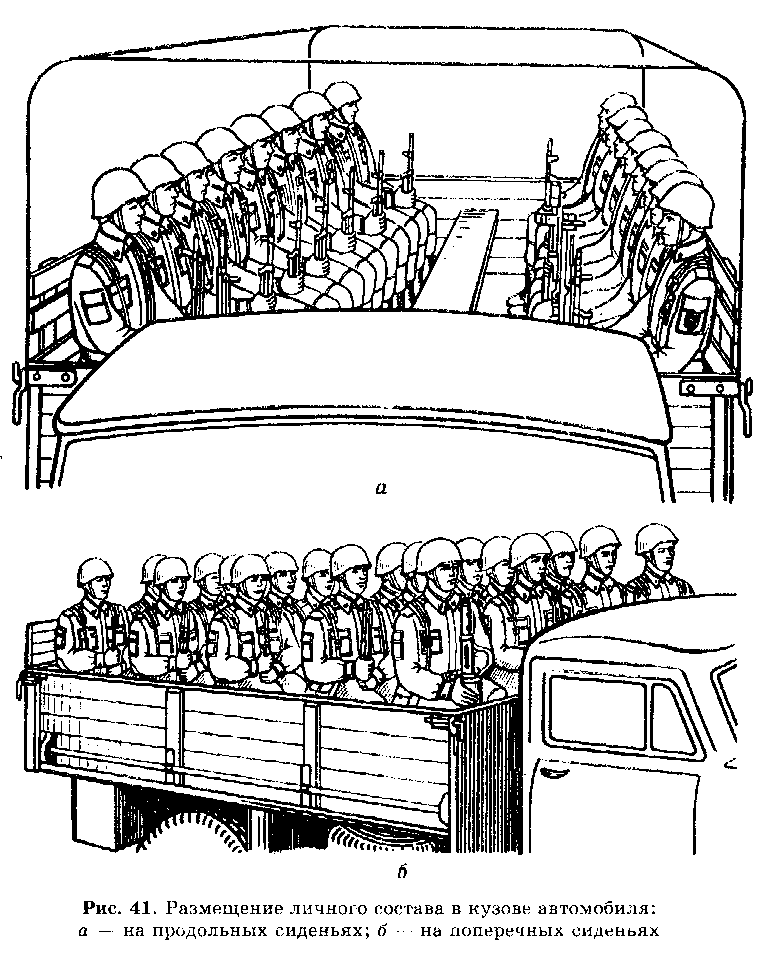 а
б
Рис. 41. Размещение личного состава в кузове автомобиля:
а — на продольных сиденьях; б — на поперечных сиденьях